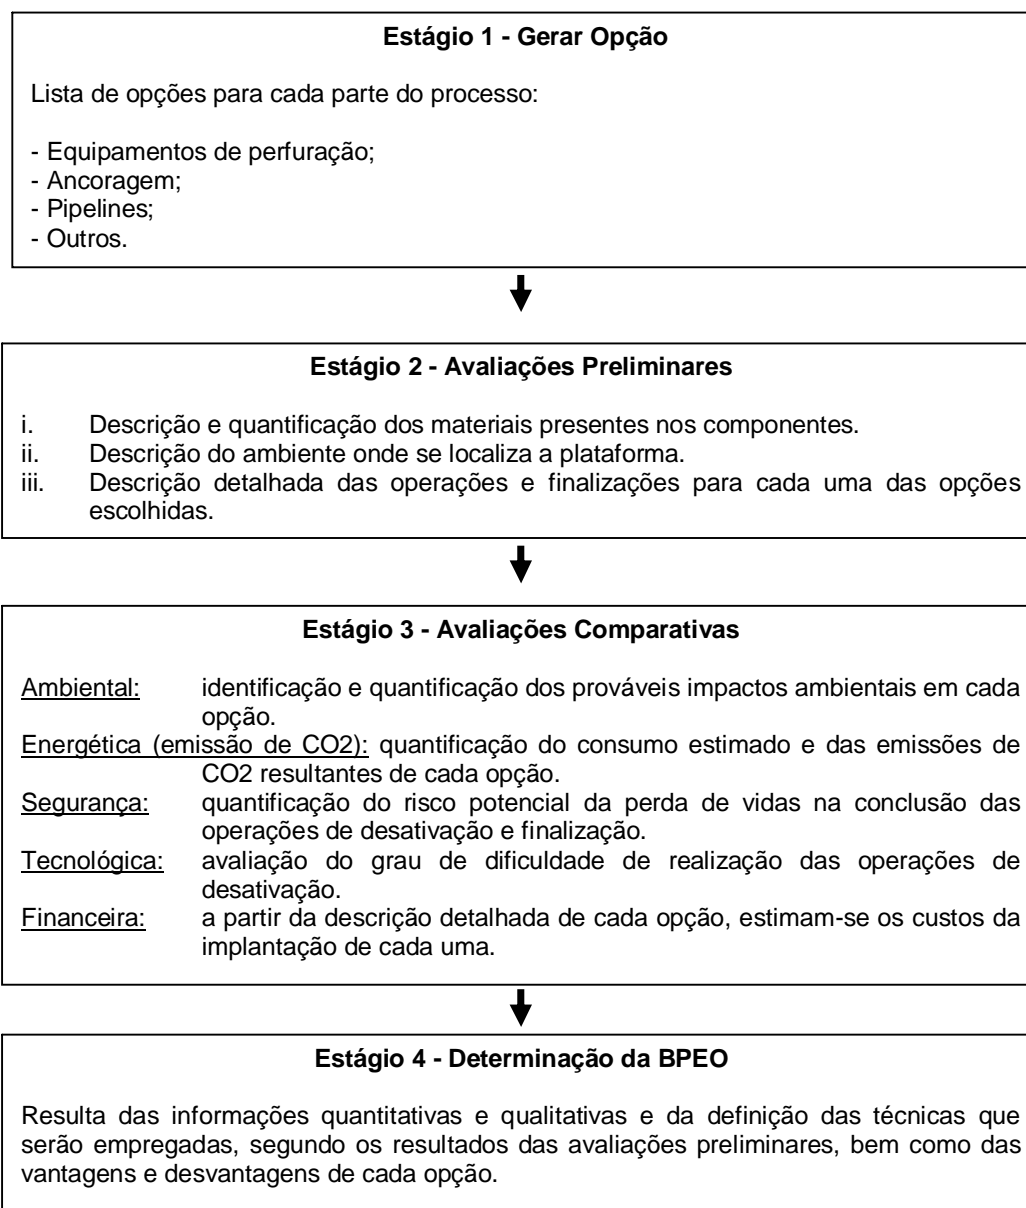 Estágio 1 - Gerar Opção
Lista de opções para cada parte do processo:
- Equipamentos de perfuração;
- Ancoragem;
- Pipelines;
- Outros.
Estágio 2 - Avaliações Preliminares
i. Descrição e quantificação dos materiais presentes nos componentes.
ii. Descrição do ambiente onde se localiza a plataforma.
iii. Descrição detalhada das operações e finalizações para cada uma das opções
escolhidas.
Estágio 3 - Avaliações Comparativas
Ambiental: identificação e quantificação dos prováveis impactos ambientais em cada
opção.
Energética (emissão de CO2): quantificação do consumo estimado e das emissões de
CO2 resultantes de cada opção.
Segurança: quantificação do risco potencial da perda de vidas na conclusão das
operações de desativação e finalização.
Tecnológica: avaliação do grau de dificuldade de realização das operações de
desativação.
Financeira: a partir da descrição detalhada de cada opção, estimam-se os custos da
implantação de cada uma.
Estágio 4 - Determinação da BPEO
Resulta das informações quantitativas e qualitativas e da definição das técnicas que
serão empregadas, segundo os resultados das avaliações preliminares, bem como das
vantagens e desvantagens de cada opção.